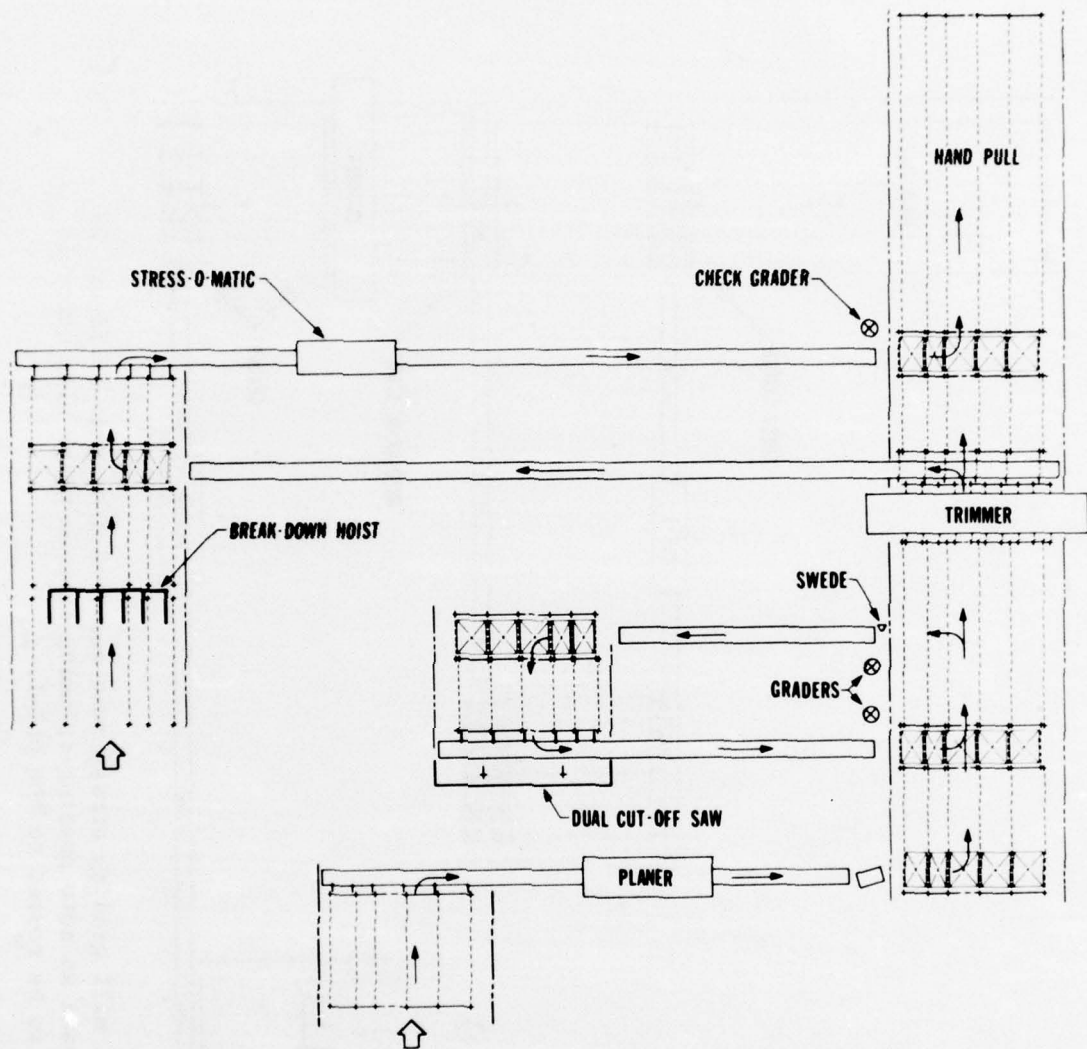 HAND PULL
STRESS·O·MATIC
CHECK GRADER
TRIMMER
BREAK·DOWN HOIST
SWEDE
GRADERS
DUAL CUT·OFF SAW
PLANER